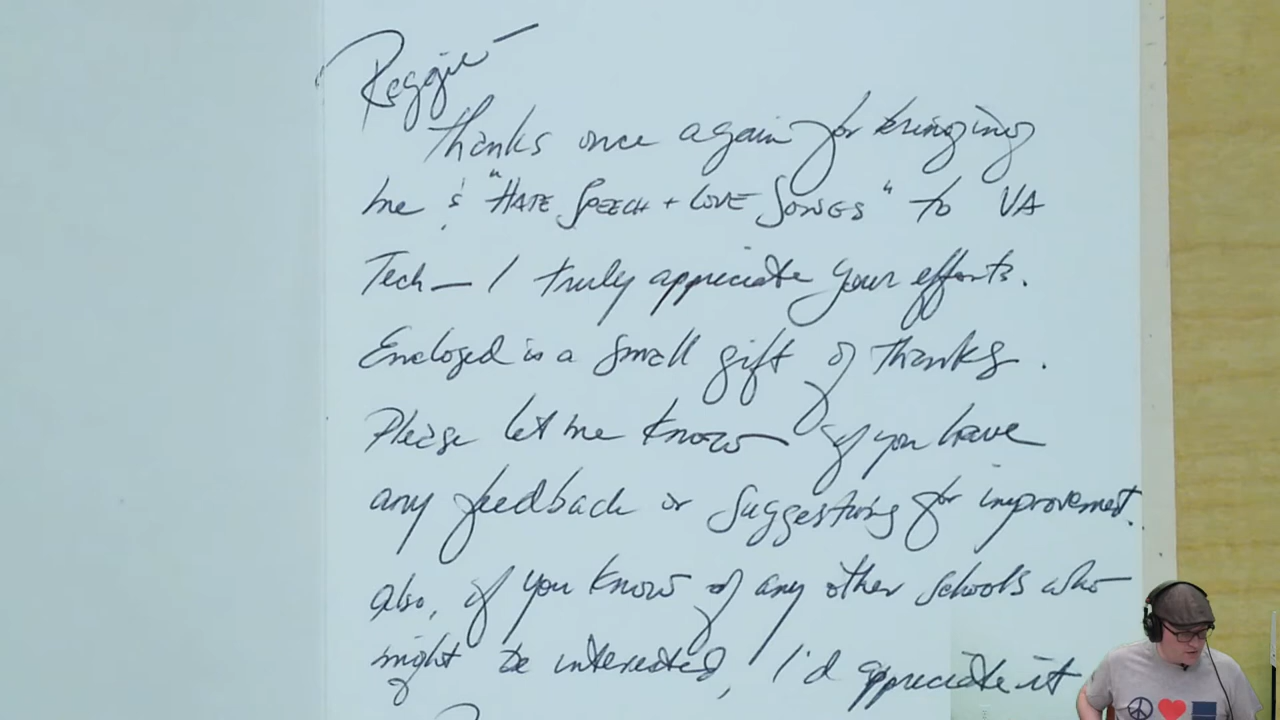 Reggie —
Thanks once again for bringing
me & "HATE SPEECH + LOVE SONGS" to VA
Tech — I truly appreciate your efforts.
Enclosed is a small gift of thanks.
Please let me know if you have
any feedback or suggestions for improvement.
Also, if you know of any other schools who
might be interested, I'd appreciate it